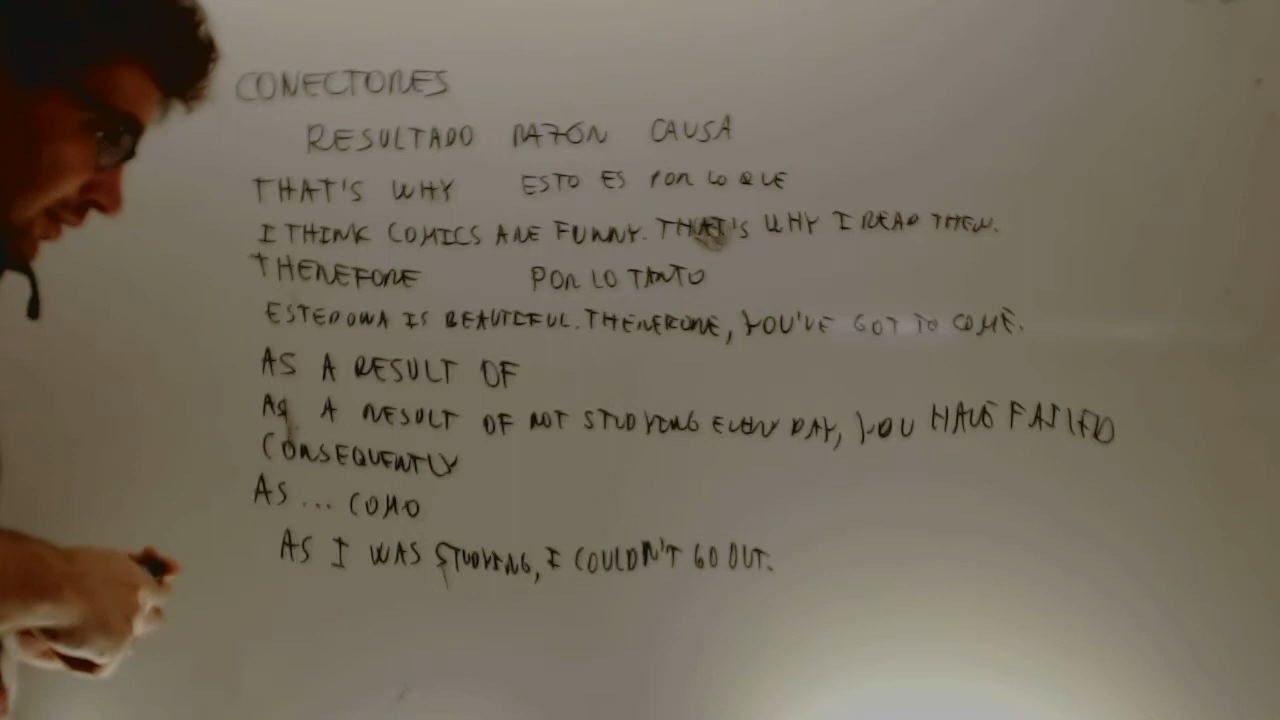 CONECTORES
RESULTADO RAZÓN CAUSA
THAT'S WHY ESTO ES POR LO QUE
I THINK COMICS ARE FUNNY. THAT'S WHY I READ THEM.
THEREFORE POR LO TANTO
ESTEPONA IS BEAUTIFUL. THEREFORE, YOU'VE GOT TO COME.
AS A RESULT OF
AS A RESULT OF NOT STUDYING EVERY DAY, YOU HAVE FAILED
CONSEQUENTLY
AS ... COMO
AS I WAS STUDYING, I COULDN'T GO OUT.